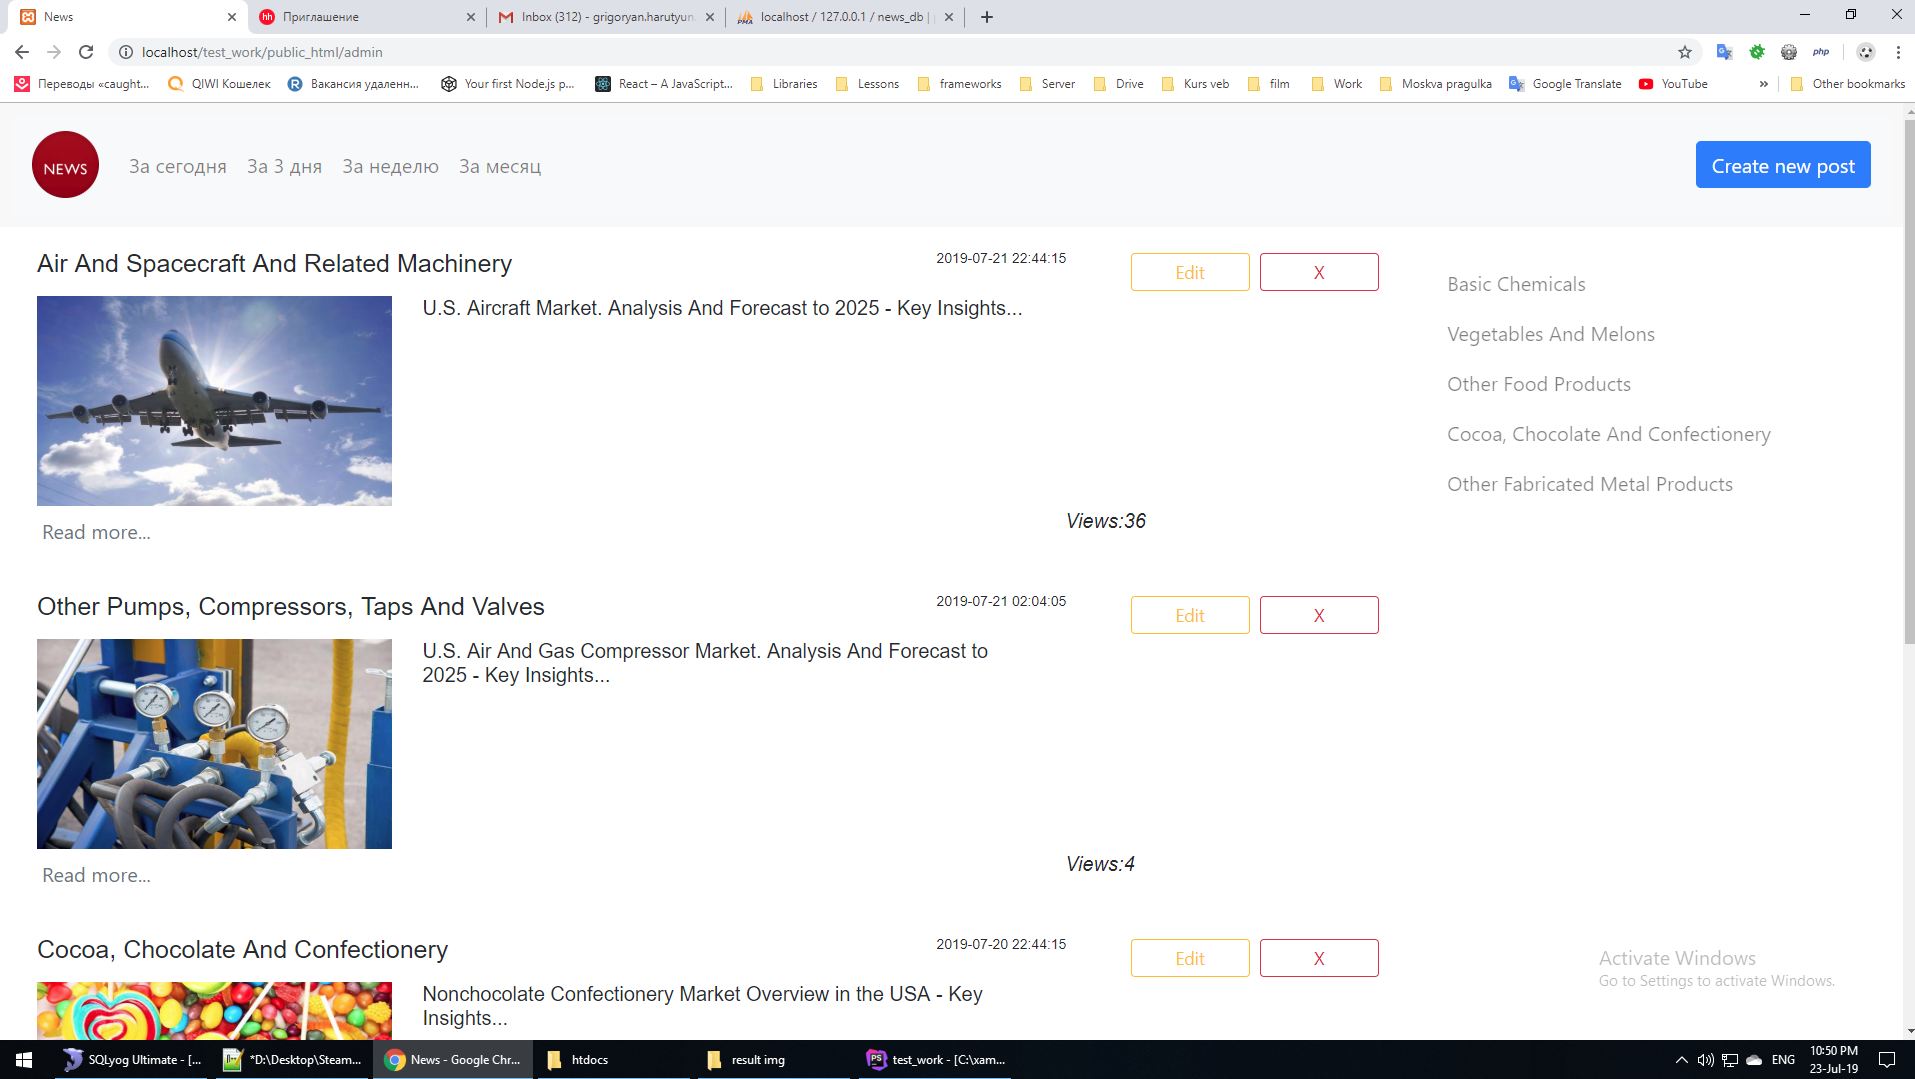 News
Приглашение
Inbox (312) - grigoryan.harutyun
localhost / 127.0.0.1 / news_db |
localhost/test_work/public_html/admin
php
Переводы «caught...
QIWI Кошелек
Вакансия удаленн...
Your first Node.js p...
React – A JavaScript...
Libraries
Lessons
frameworks
Server
Drive
Kurs veb
film
Work
Moskva pragulka
Google Translate
YouTube
»
Other bookmarks
NEWS
За сегодня
За 3 дня
За неделю
За месяц
Create new post
Air And Spacecraft And Related Machinery
2019-07-21 22:44:15
Edit
X
U.S. Aircraft Market. Analysis And Forecast to 2025 - Key Insights...
Views:36
Read more...
Basic Chemicals
Vegetables And Melons
Other Food Products
Cocoa, Chocolate And Confectionery
Other Fabricated Metal Products
Other Pumps, Compressors, Taps And Valves
2019-07-21 02:04:05
Edit
X
U.S. Air And Gas Compressor Market. Analysis And Forecast to
2025 - Key Insights...
Views:4
Read more...
Cocoa, Chocolate And Confectionery
2019-07-20 22:44:15
Edit
X
Nonchocolate Confectionery Market Overview in the USA - Key
Insights...
Activate Windows
Go to Settings to activate Windows.
SQLyog Ultimate - [...
*D:\Desktop\Steam...
News - Google Chr...
htdocs
result img
PS
test_work - [C:\xam...
ENG
10:50 PM
23-Jul-19